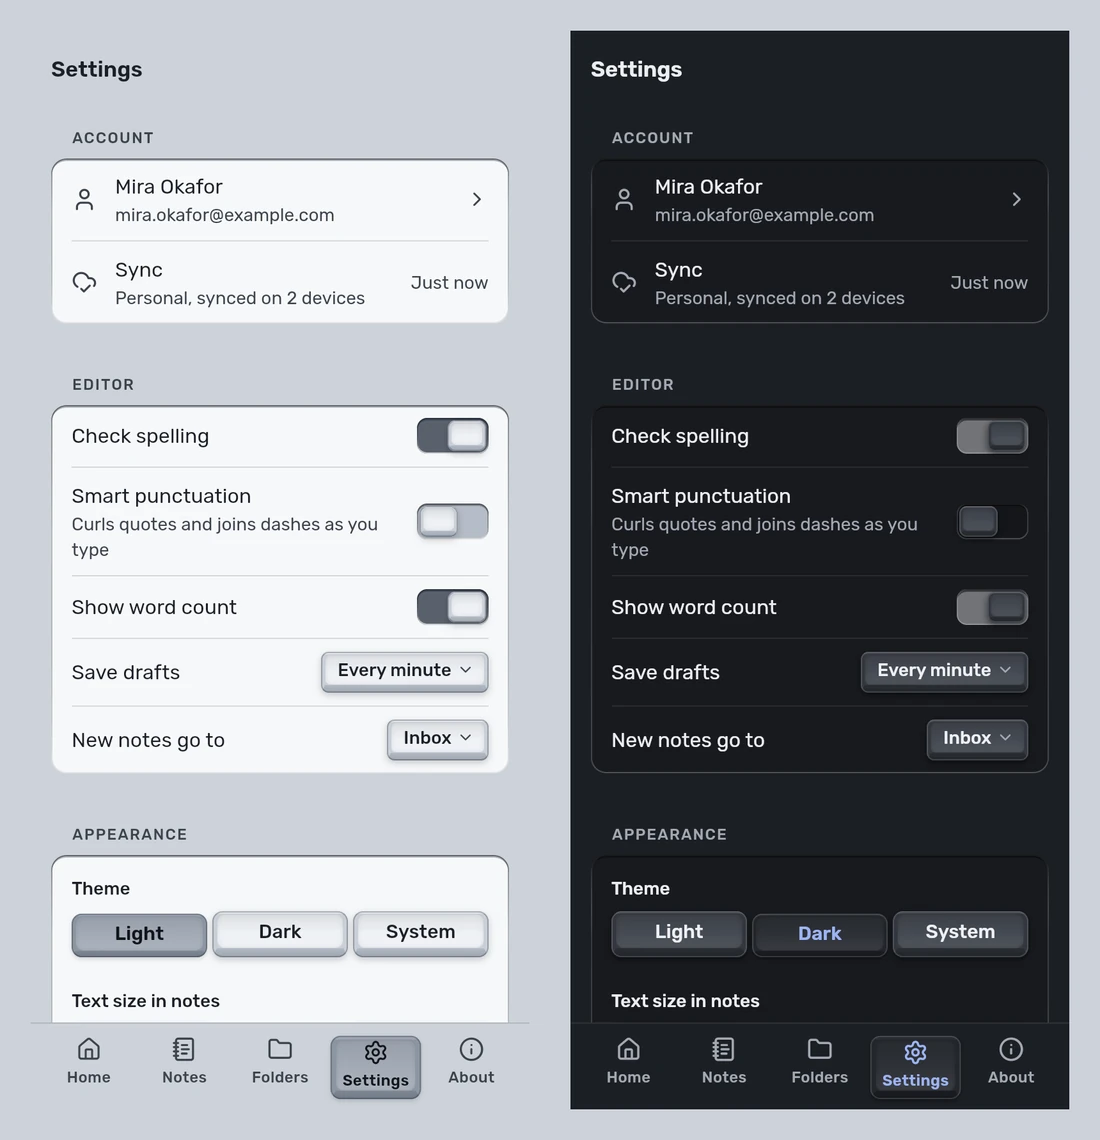 Settings
ACCOUNT
Mira Okafor
mira.okafor@example.com
Sync
Personal, synced on 2 devices
Just now
EDITOR
Check spelling
Smart punctuation
Curls quotes and joins dashes as you
type
Show word count
Save drafts
Every minute
New notes go to
Inbox
APPEARANCE
Theme
Light
Dark
System
Text size in notes
Home
Notes
Folders
Settings
About
Settings
ACCOUNT
Mira Okafor
mira.okafor@example.com
Sync
Personal, synced on 2 devices
Just now
EDITOR
Check spelling
Smart punctuation
Curls quotes and joins dashes as you
type
Show word count
Save drafts
Every minute
New notes go to
Inbox
APPEARANCE
Theme
Light
Dark
System
Text size in notes
Home
Notes
Folders
Settings
About